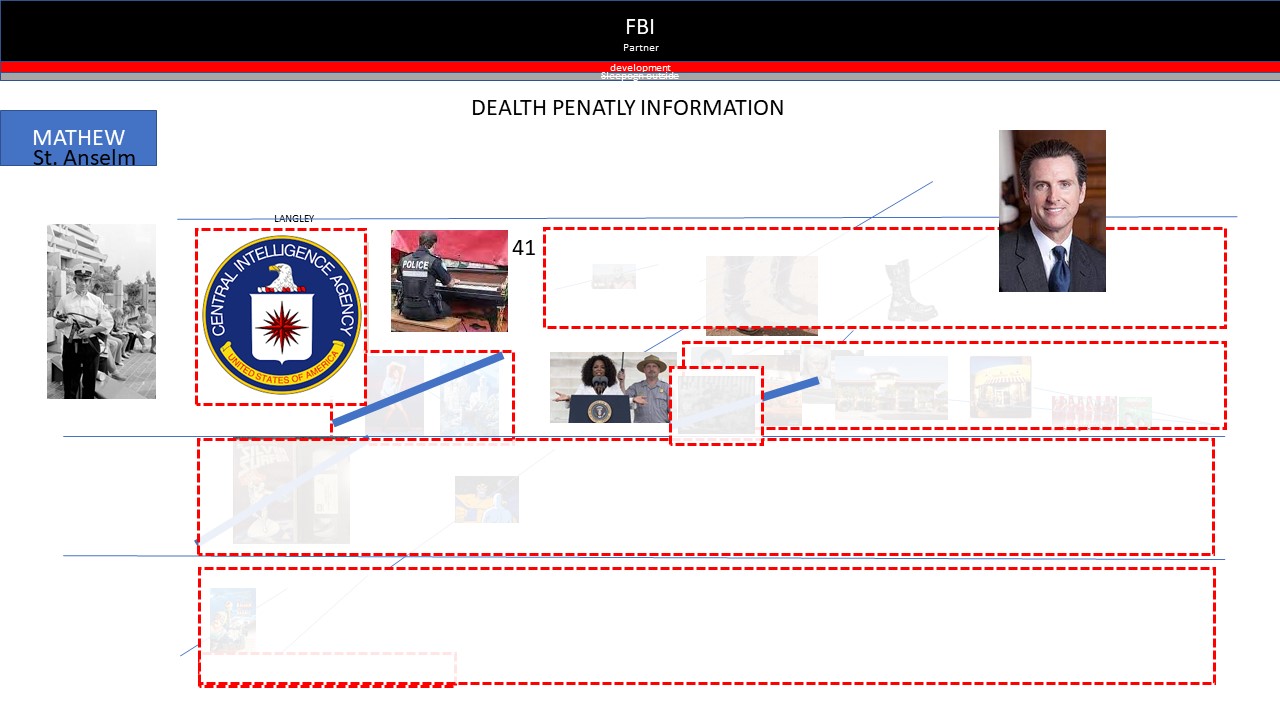 FBI
Partner
development
Sleepogn outside
DEALTH PENATLY INFORMATION
MATHEW
St. Anselm
LANGLEY
CENTRAL INTELLIGENCE AGENCY
UNITED STATES OF AMERICA
POLICE
41